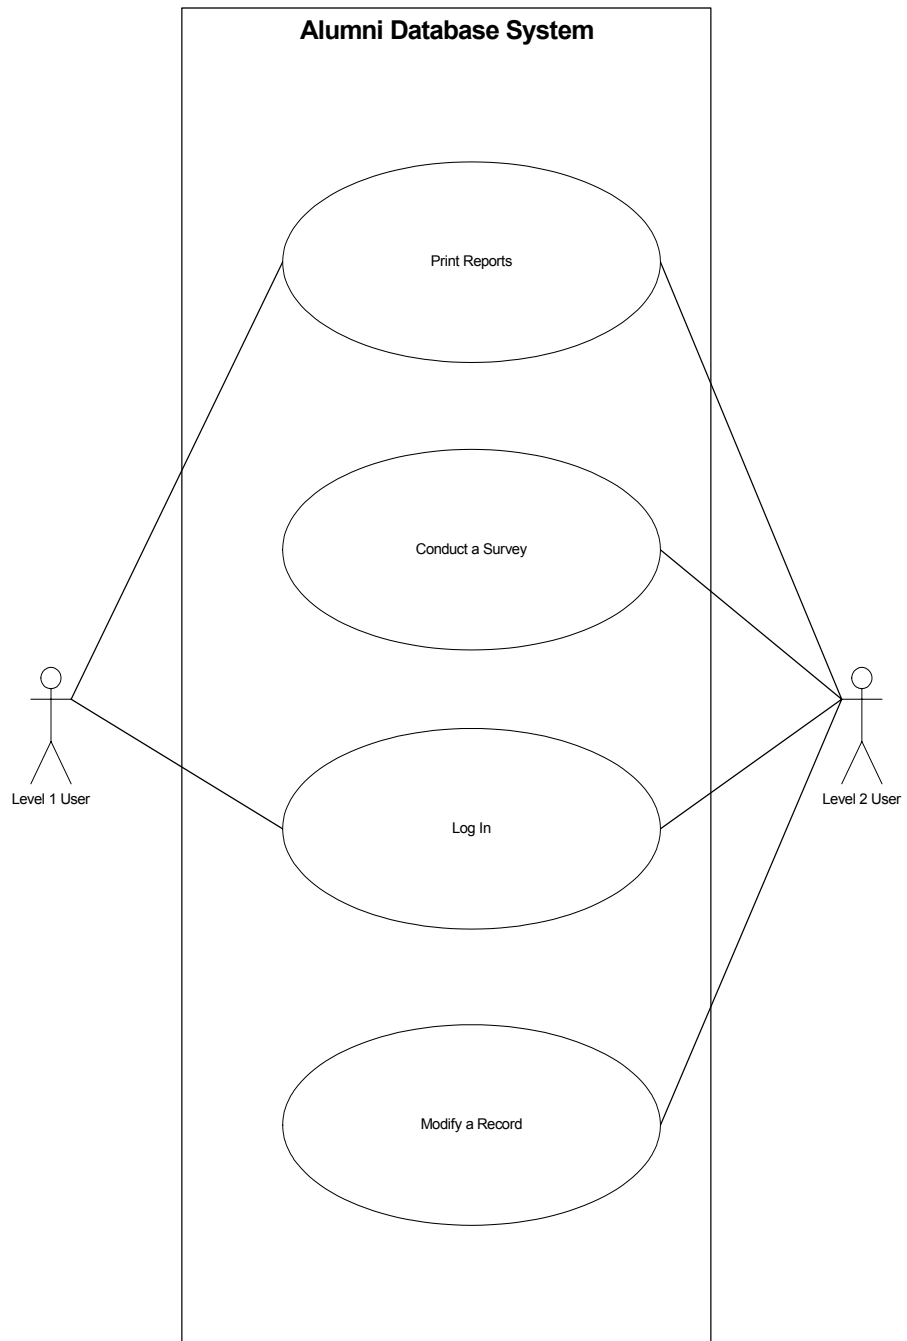 Alumni Database System
Print Reports
Conduct a Survey
Level 1 User
Level 2 User
Log In
Modify a Record